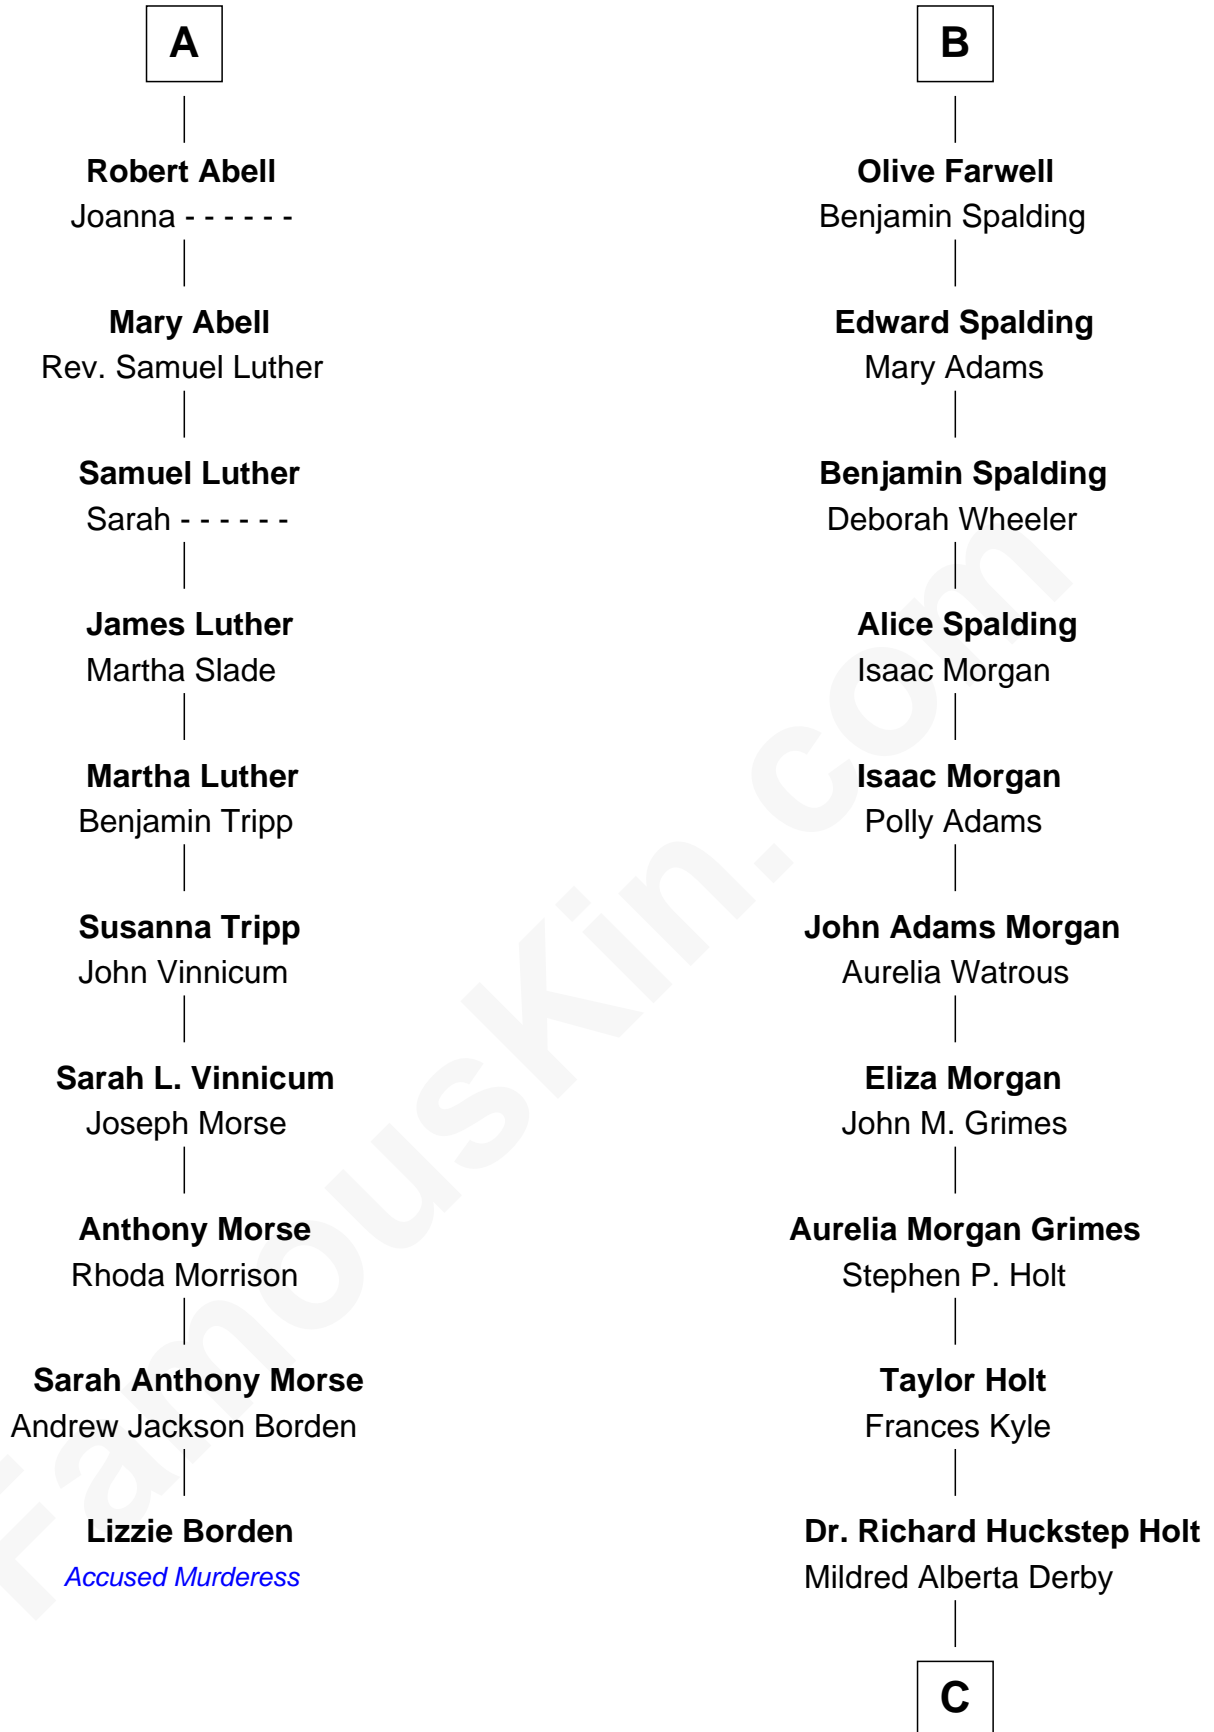 A
Robert Abell
Joanna - - - - - -
Mary Abell
Rev. Samuel Luther
Samuel Luther
Sarah - - - - - -
James Luther
Martha Slade
Martha Luther
Benjamin Tripp
Susanna Tripp
John Vinnicum
Sarah L. Vinnicum
Joseph Morse
Anthony Morse
Rhoda Morrison
Sarah Anthony Morse
Andrew Jackson Borden
Lizzie Borden
Accused Murderess
B
Olive Farwell
Benjamin Spalding
Edward Spalding
Mary Adams
Benjamin Spalding
Deborah Wheeler
Alice Spalding
Isaac Morgan
Isaac Morgan
Polly Adams
John Adams Morgan
Aurelia Watrous
Eliza Morgan
John M. Grimes
Aurelia Morgan Grimes
Stephen P. Holt
Taylor Holt
Frances Kyle
Dr. Richard Huckstep Holt
Mildred Alberta Derby
C
FamousKin.com